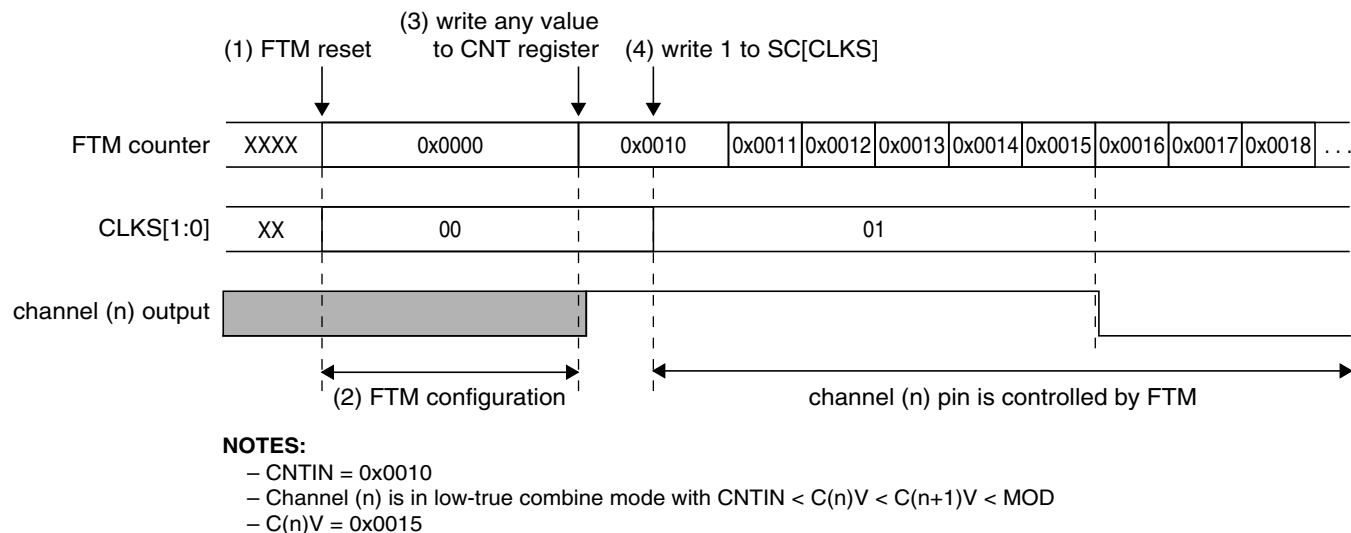 (3) write any value
(1) FTM reset to CNT register (4) write 1 to SC[CLKS]
FTM counter XXXX 0x0000 0x0010 0x0011 0x0012 0x0013 0x0014 0x0015 0x0016 0x0017 0x0018 . . .
CLKS[1:0] XX 00 01
channel (n) output
(2) FTM configuration channel (n) pin is controlled by FTM
NOTES:
– CNTIN = 0x0010
– Channel (n) is in low-true combine mode with CNTIN < C(n)V < C(n+1)V < MOD
– C(n)V = 0x0015